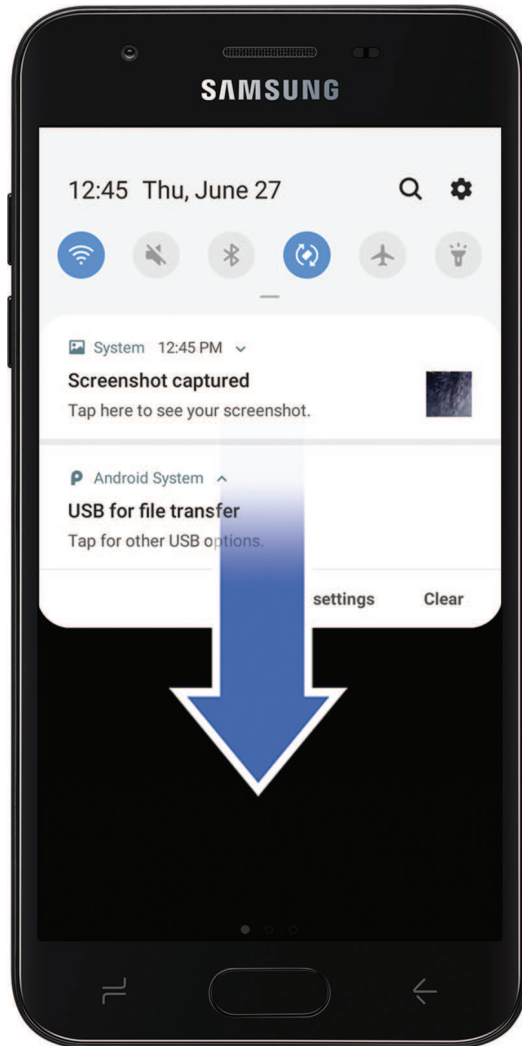 SAMSUNG
12:45 Thu, June 27
System 12:45 PM
Screenshot captured
Tap here to see your screenshot.
Android System
USB for file transfer
Tap for other USB options.
settings Clear